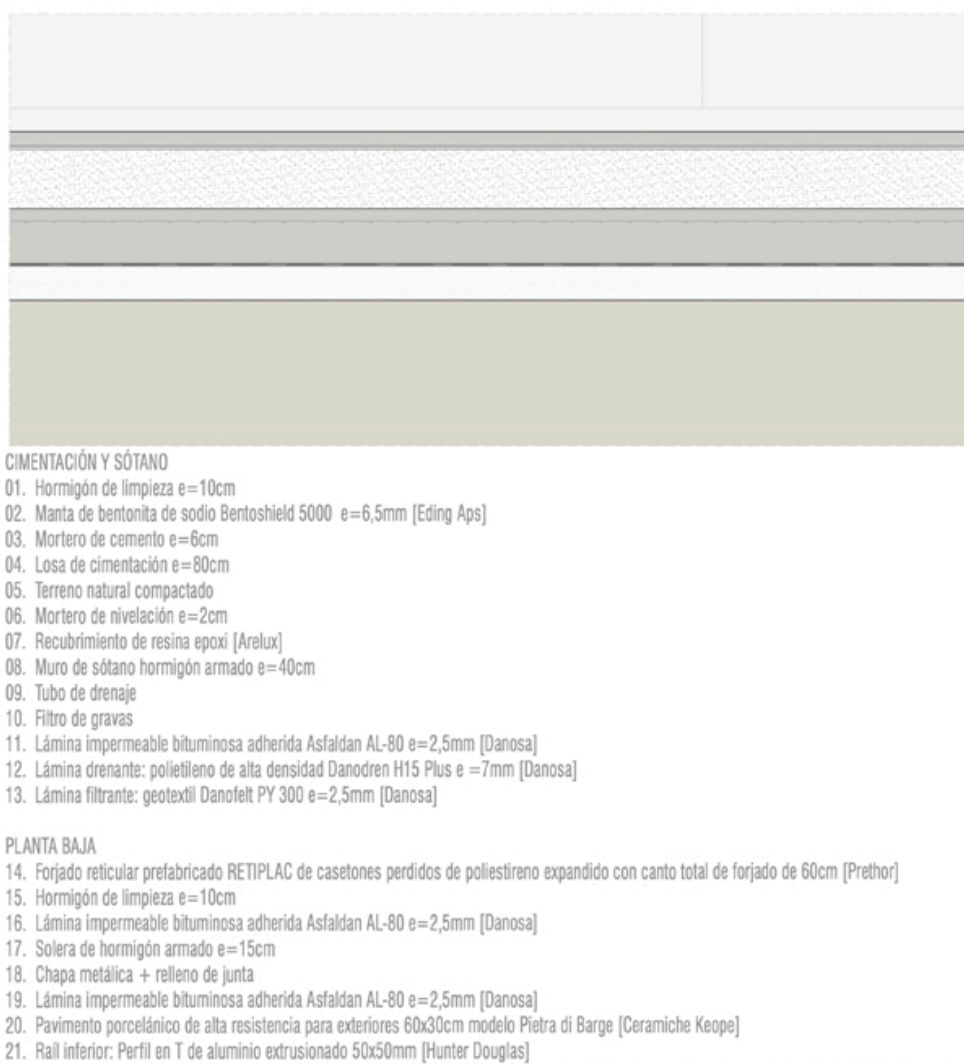 CIMENTACIÓN Y SÓTANO
01. Hormigón de limpieza e=10cm
02. Manta de bentonita de sodio Bentoshield 5000 e=6,5mm [Eding Aps]
03. Mortero de cemento e=6cm
04. Losa de cimentación e=80cm
05. Terreno natural compactado
06. Mortero de nivelación e=2cm
07. Recubrimiento de resina epoxi [Arelux]
08. Muro de sótano hormigón armado e=40cm
09. Tubo de drenaje
10. Filtro de gravas
11. Lámina impermeable bituminosa adherida Asfaldan AL-80 e=2,5mm [Danosa]
12. Lámina drenante: polietileno de alta densidad Danodren H15 Plus e =7mm [Danosa]
13. Lámina filtrante: geotextil Danofelt PY 300 e=2,5mm [Danosa]
PLANTA BAJA
14. Forjado reticular prefabricado RETIPLAC de casetones perdidos de poliestireno expandido con canto total de forjado de 60cm [Prethor]
15. Hormigón de limpieza e=10cm
16. Lámina impermeable bituminosa adherida Asfaldan AL-80 e=2,5mm [Danosa]
17. Solera de hormigón armado e=15cm
18. Chapa metálica + relleno de junta
19. Lámina impermeable bituminosa adherida Asfaldan AL-80 e=2,5mm [Danosa]
20. Pavimento porcelánico de alta resistencia para exteriores 60x30cm modelo Pietra di Barge [Ceramiche Keope]
21. Raíl inferior: Perfil en T de aluminio extrusionado 50x50mm [Hunter Douglas]